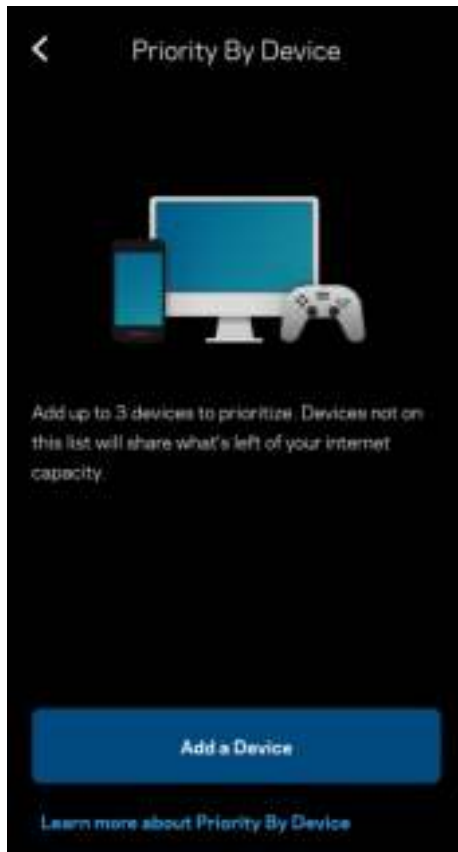 Priority By Device
Add up to 3 devices to prioritize. Devices not on
this list will share what's left of your internet
capacity.
Add a Device
Learn more about Priority By Device